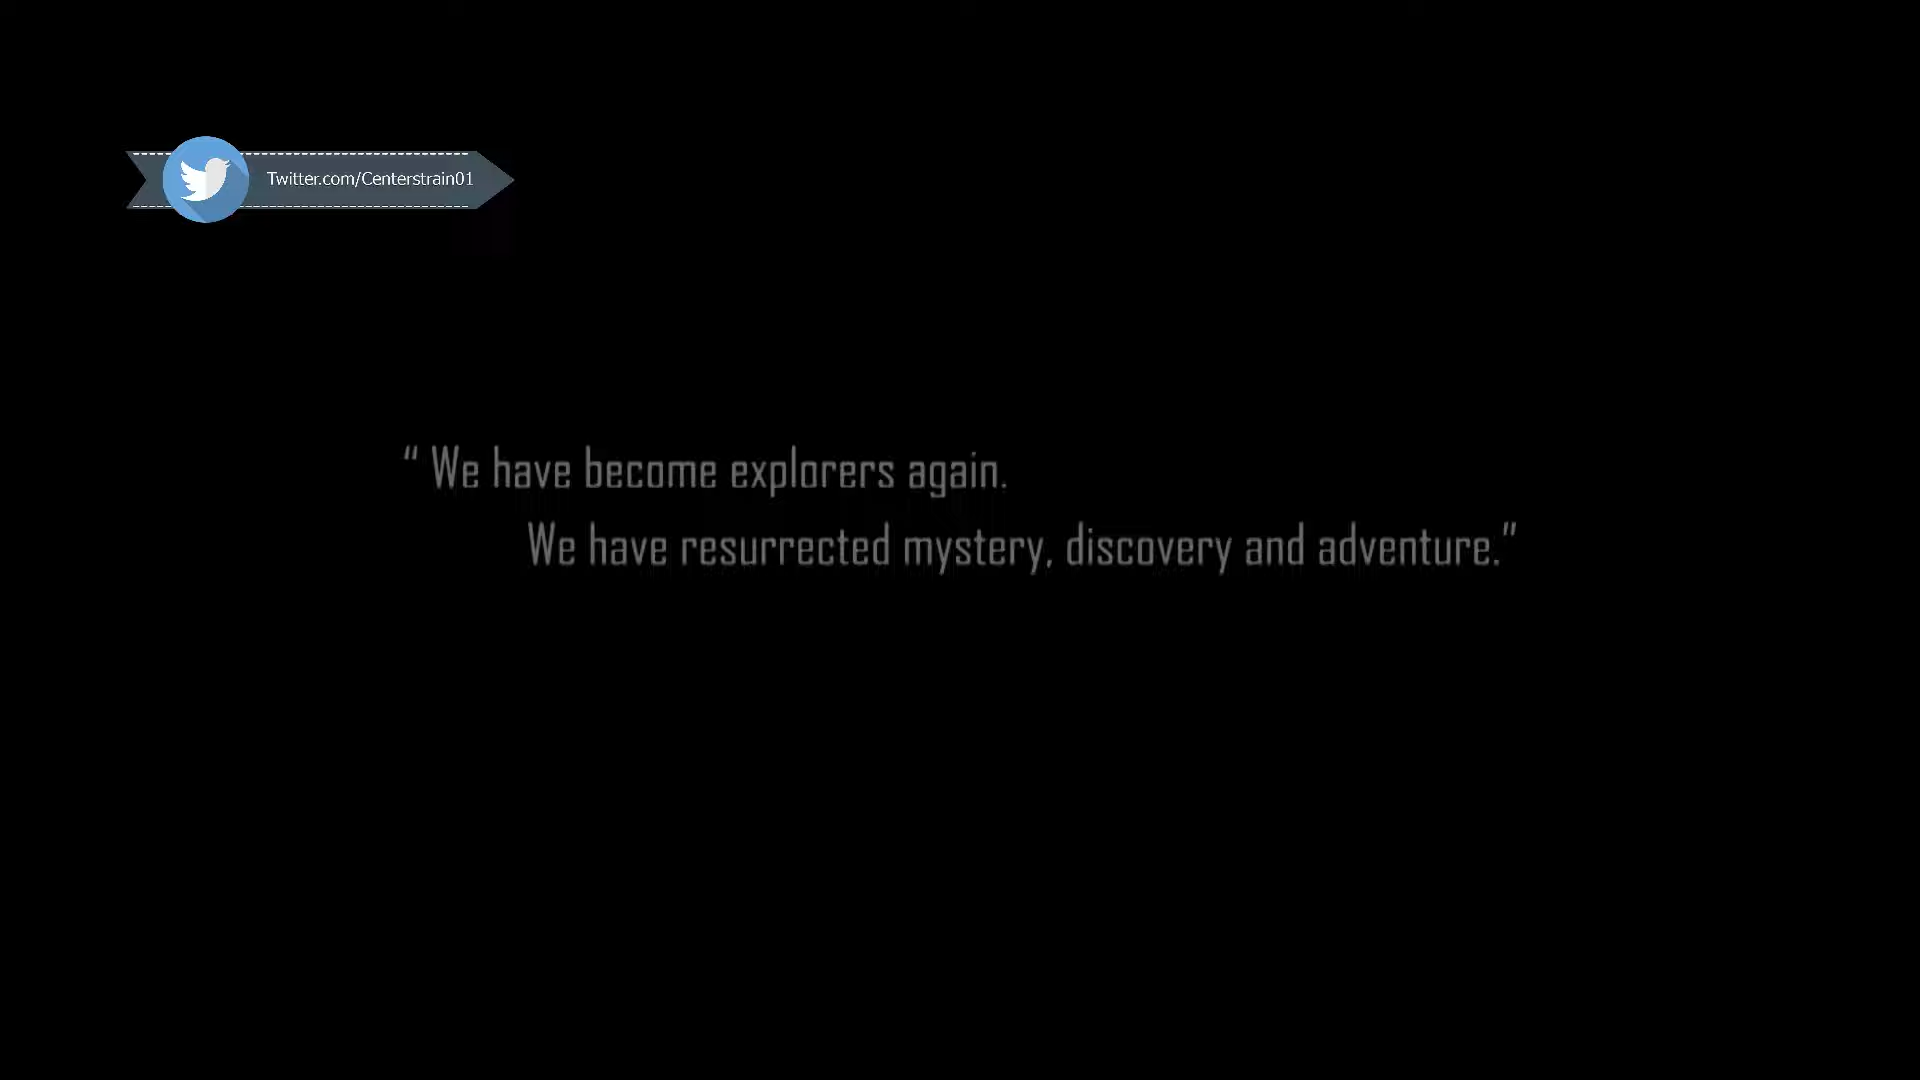 Twitter.com/Centerstrain01
“ We have become explorers again.
We have resurrected mystery, discovery and adventure.”